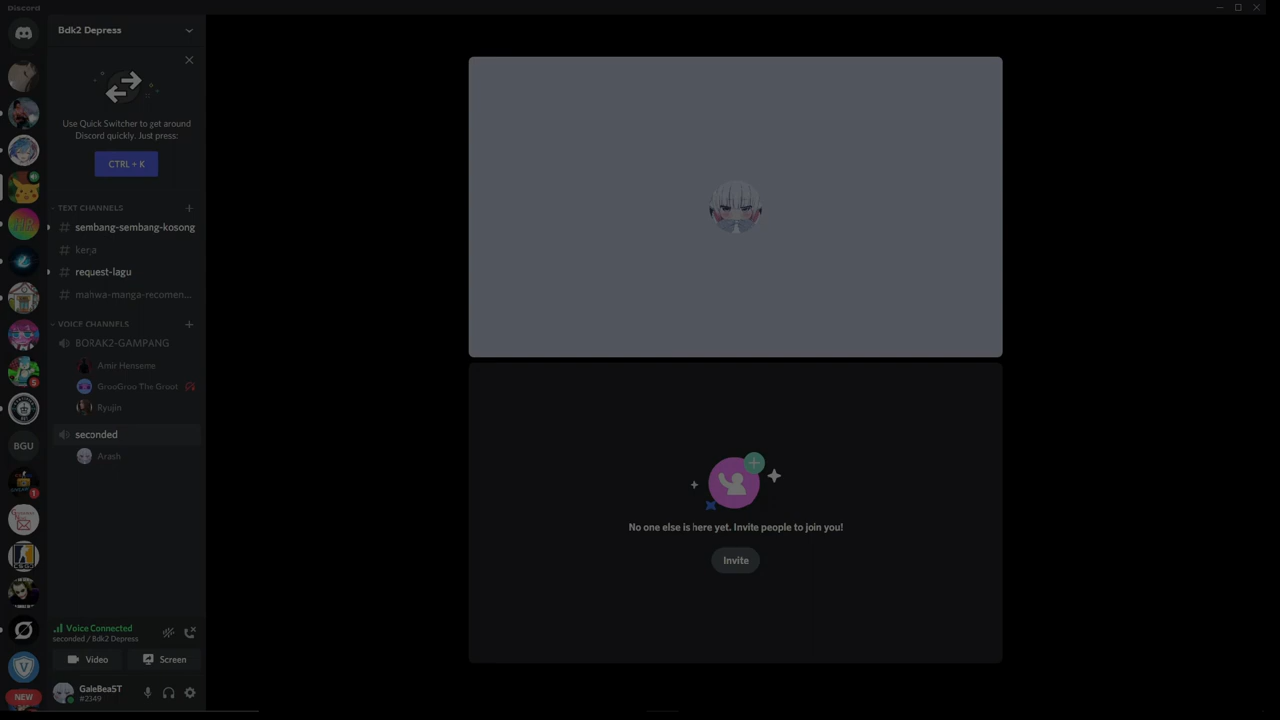 Discord
Bdk2 Depress
Use Quick Switcher to get around
Discord quickly. Just press:
CTRL + K
TEXT CHANNELS
sembang-sembang-kosong
kerja
request-lagu
mahwa-manga-recomen...
VOICE CHANNELS
BORAK2-GAMPANG
Amir Henseme
GrooGroo The Groot
Ryujin
5
seconded
BGU
Arash
1
No one else is here yet. Invite people to join you!
Invite
Voice Connected
seconded / Bdk2 Depress
Video
Screen
GaleBeaST
#2349
NEW